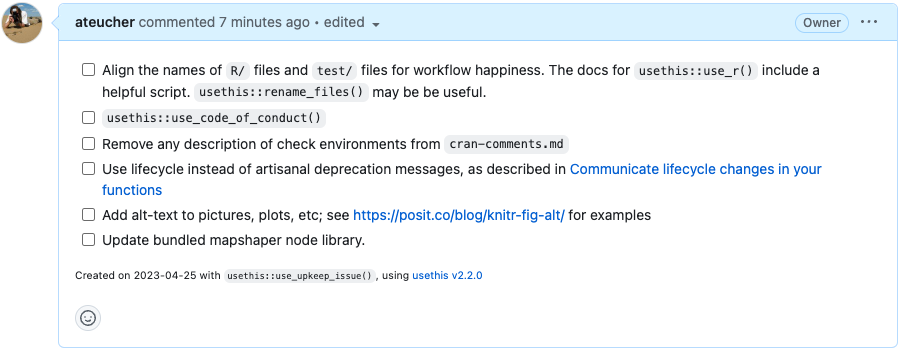 ateucher commented 7 minutes ago • edited
Owner
Align the names of R/ files and test/ files for workflow happiness. The docs for usethis::use_r() include a
helpful script. usethis::rename_files() may be be useful.
usethis::use_code_of_conduct()
Remove any description of check environments from cran-comments.md
Use lifecycle instead of artisanal deprecation messages, as described in Communicate lifecycle changes in your
functions
Add alt-text to pictures, plots, etc; see https://posit.co/blog/knitr-fig-alt/ for examples
Update bundled mapshaper node library.
Created on 2023-04-25 with usethis::use_upkeep_issue(), using usethis v2.2.0